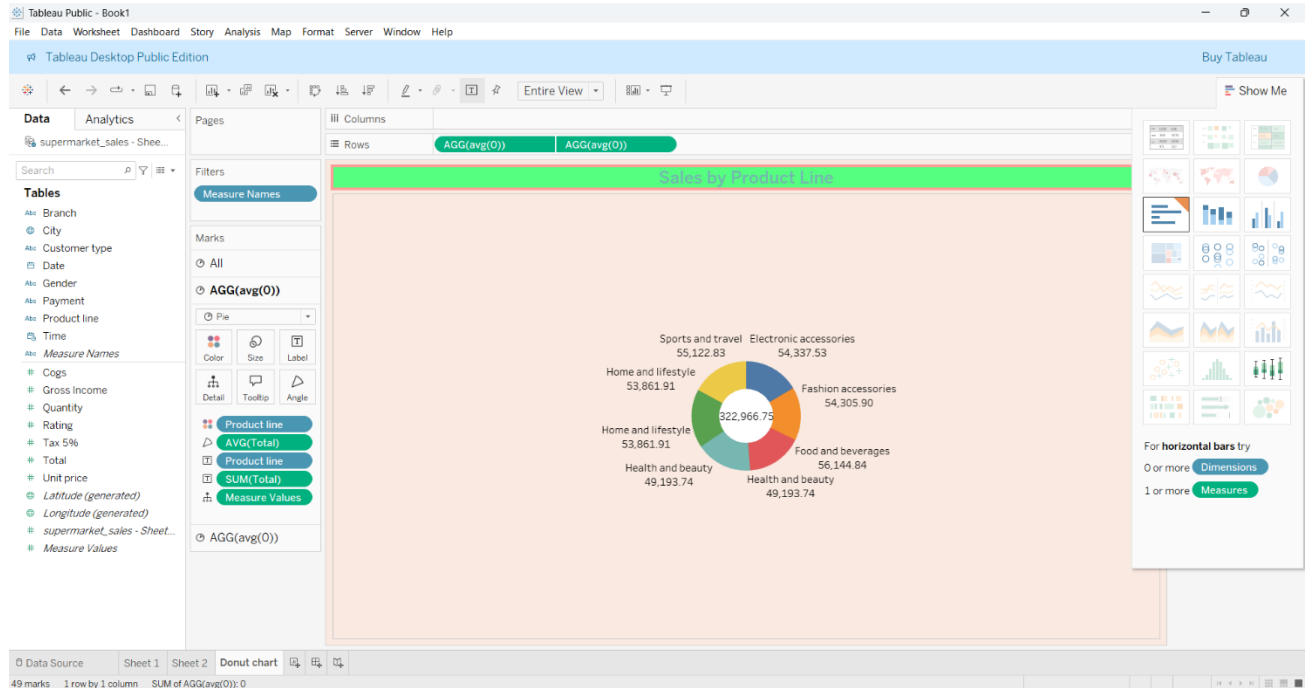 Tableau Public - Book1
File Data Worksheet Dashboard Story Analysis Map Format Server Window Help
Tableau Desktop Public Edition
Buy Tableau
Entire View
Show Me
Data Analytics
supermarket_sales - Shee...
Search
Tables
Abc Branch
City
Abc Customer type
Date
Abc Gender
Abc Payment
Abc Product line
Time
Abc Measure Names
# Cogs
# Gross Income
# Quantity
# Rating
# Tax 5%
# Total
# Unit price
Latitude (generated)
Longitude (generated)
# supermarket_sales - Sheet...
# Measure Values
Pages
Filters
Measure Names
Marks
All
AGG(avg(0))
Pie
Color Size Label
Detail Tooltip Angle
Product line
AVG(Total)
Product line
SUM(Total)
Measure Values
AGG(avg(0))
Columns
Rows
AGG(avg(0)) AGG(avg(0))
Sales by Product Line
Sports and travel
55,122.83
Electronic accessories
54,337.53
Home and lifestyle
53,861.91
Fashion accessories
54,305.90
322,966.75
Home and lifestyle
53,861.91
Food and beverages
56,144.84
Health and beauty
49,193.74
Health and beauty
49,193.74
For horizontal bars try
0 or more Dimensions
1 or more Measures
Data Source Sheet 1 Sheet 2 Donut chart
49 marks 1 row by 1 column SUM of AGG(avg(0)): 0